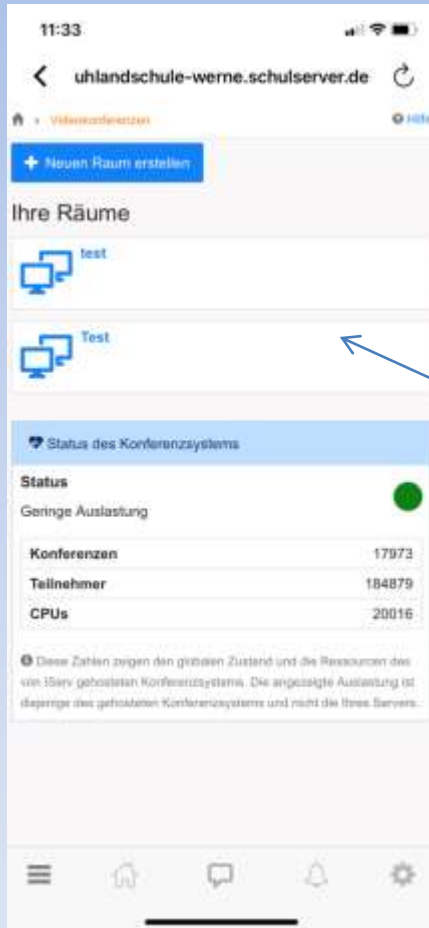 11:33
uhlandschule-werne.schulserver.de
Videokonferenzen
Hilfe
+ Neuen Raum erstellen
Ihre Räume
test
Test
Status des Konferenzsystems
Status
Geringe Auslastung
Konferenzen 17973
Teilnehmer 184879
CPUs 20016
Diese Zahlen zeigen den globalen Zustand und die Ressourcen des
von IServ gehosteten Konferenzsystems. Die angezeigte Auslastung ist
diejenige des gehosteten Konferenzsystems und nicht die Ihres Servers.